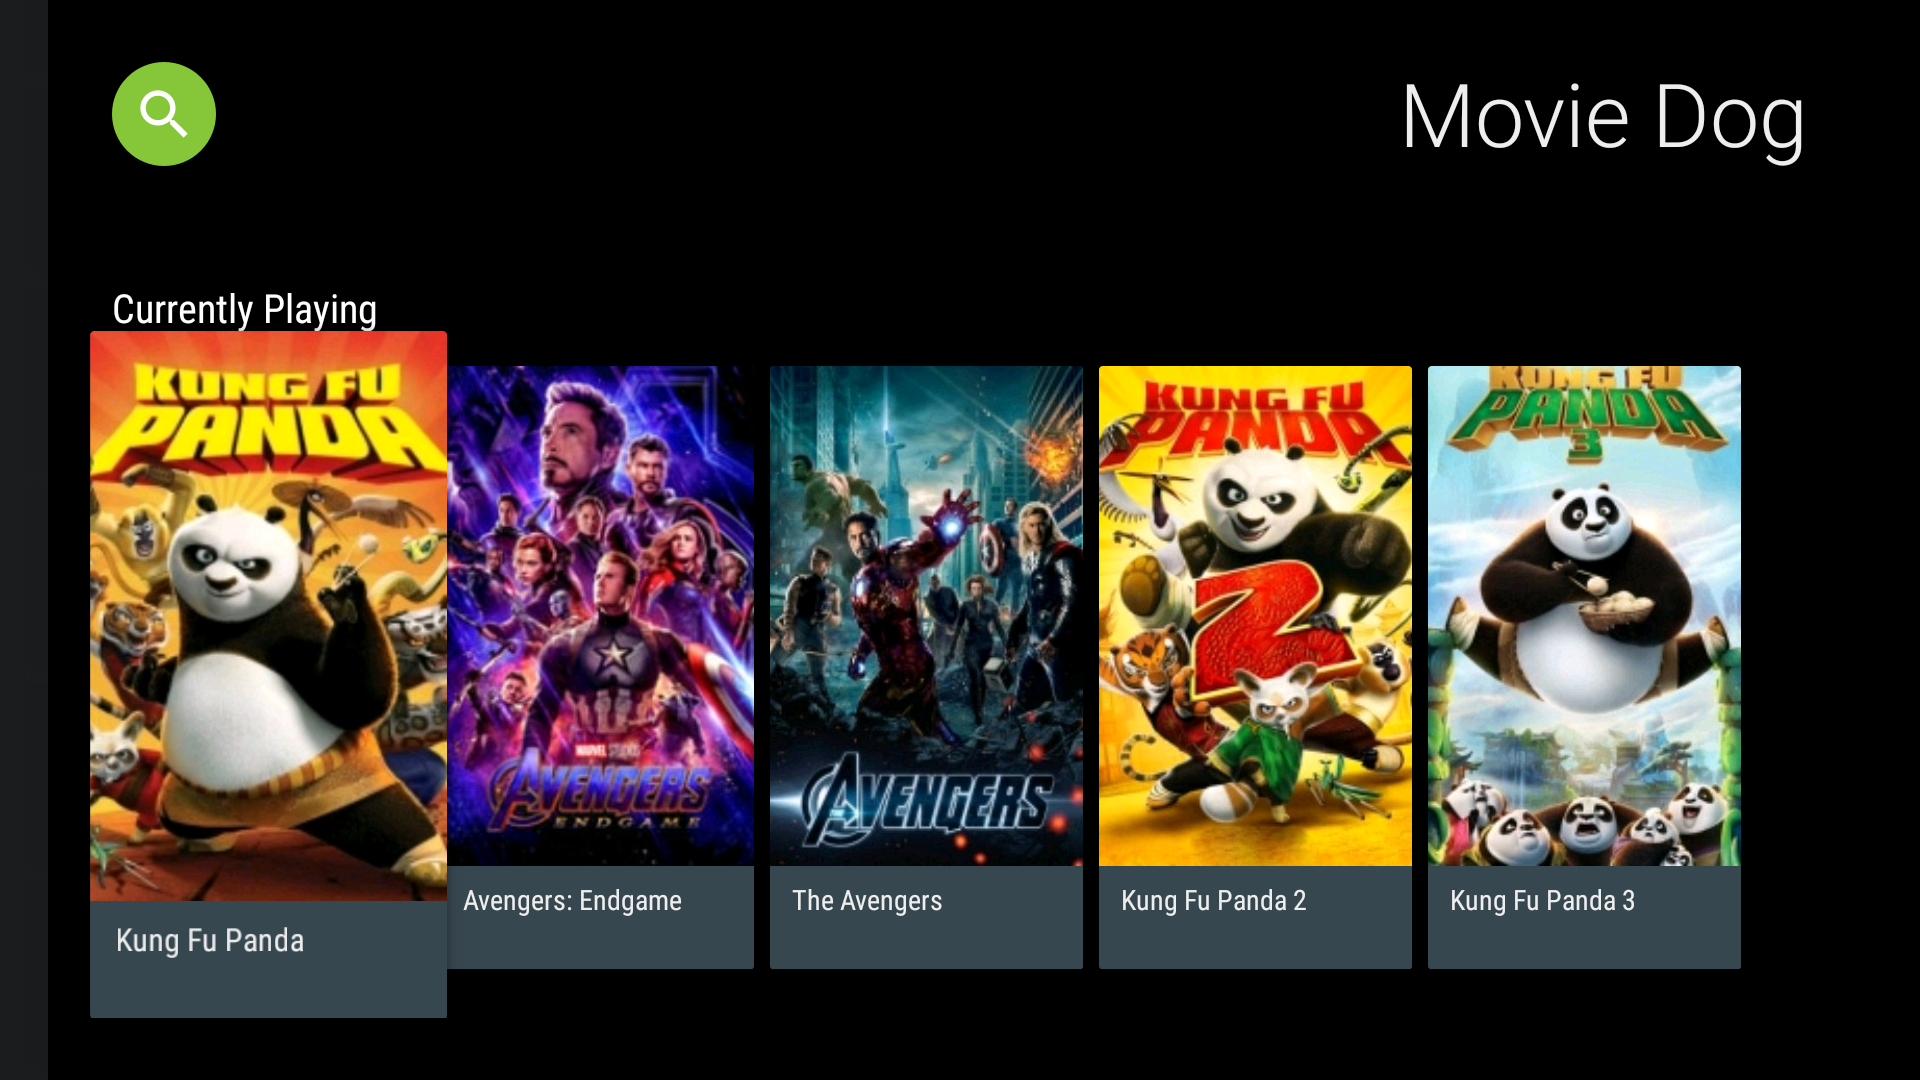 Movie Dog
Currently Playing
KUNG FU
PANDA
Kung Fu Panda
MARVEL STUDIOS
AVENGERS
ENDGAME
Avengers: Endgame
AVENGERS
The Avengers
KUNG FU
PANDA
2
Kung Fu Panda 2
KUNG FU
PANDA
3
Kung Fu Panda 3